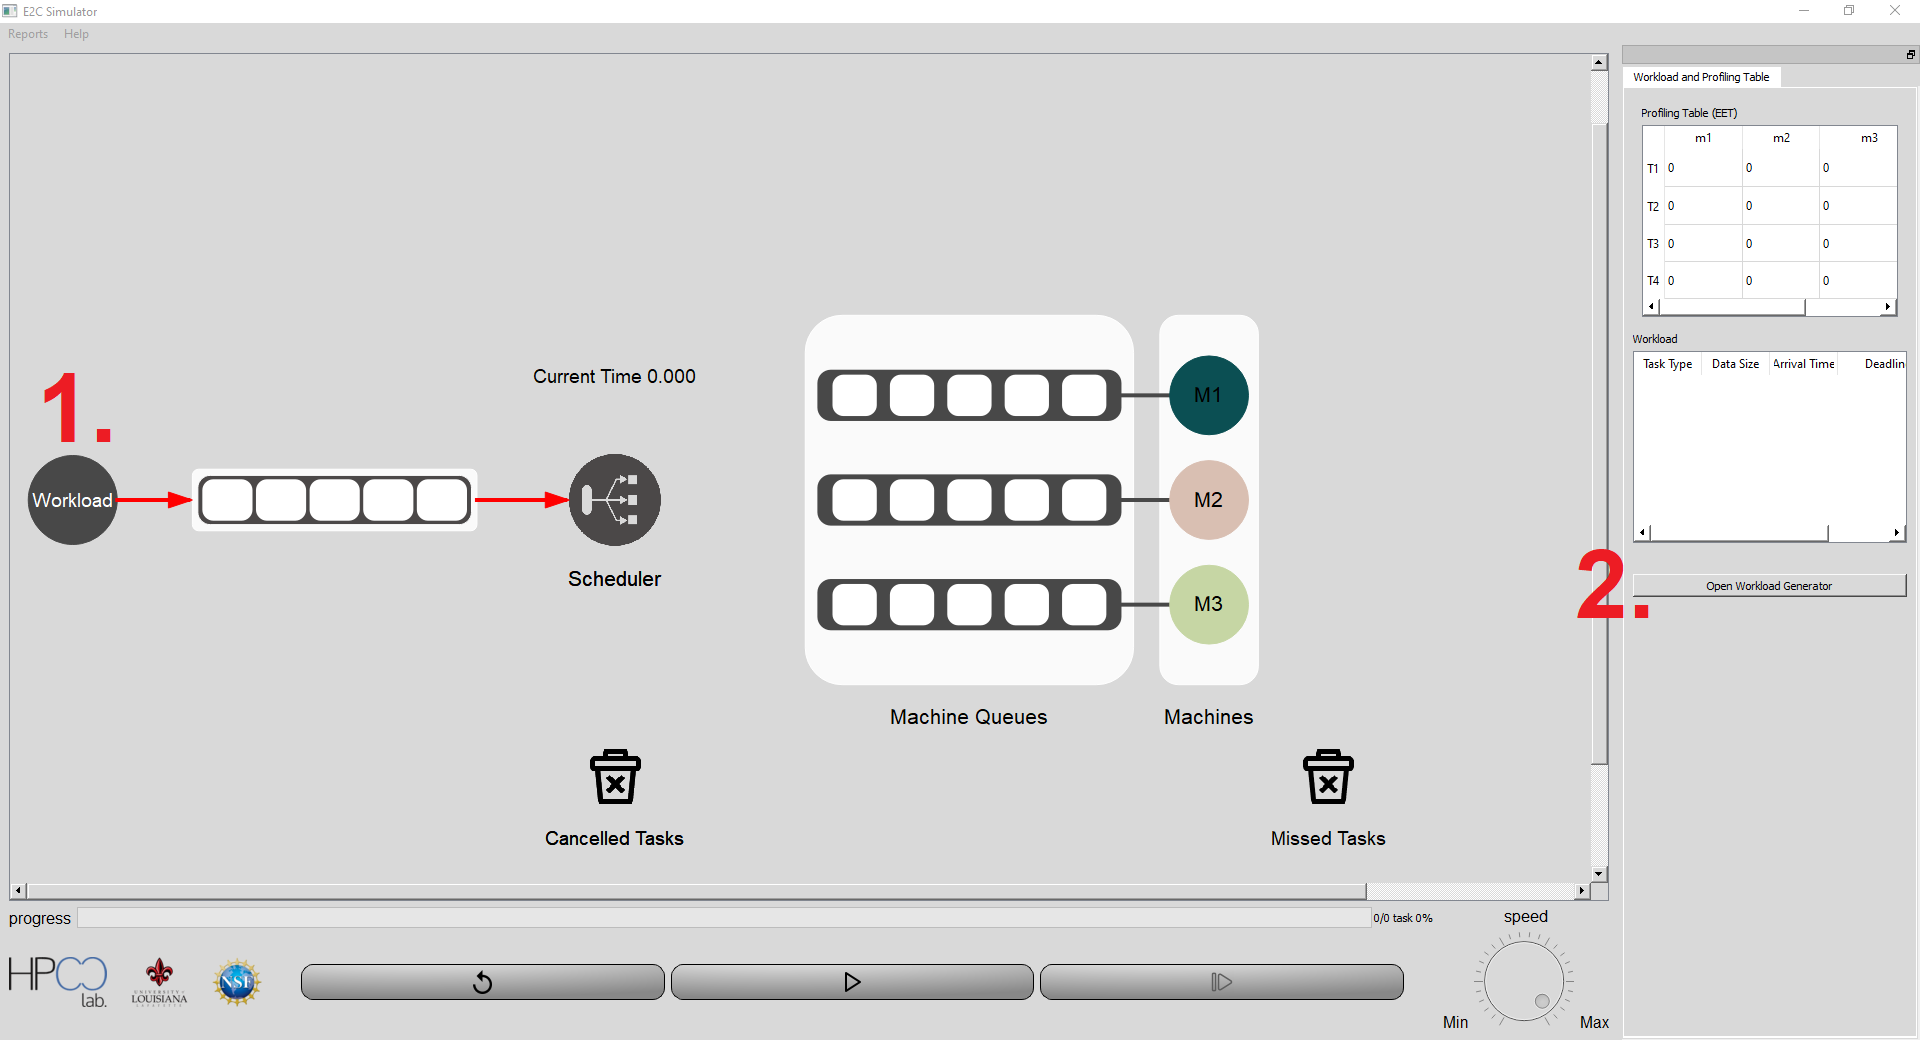 E2C Simulator
Reports Help
Workload and Profiling Table
Profiling Table (EET)
m1 m2 m3
T1 0 0 0
T2 0 0 0
T3 0 0 0
T4 0 0 0
Workload
Task Type Data Size Arrival Time Deadlin
Open Workload Generator
1.
2.
Current Time 0.000
Workload
Scheduler
M1
M2
M3
Machine Queues
Machines
Cancelled Tasks
Missed Tasks
progress
0/0 task 0%
speed
Min
Max
HPCC
lab.
UNIVERSITY of
LOUISIANA
LAFAYETTE
NSF